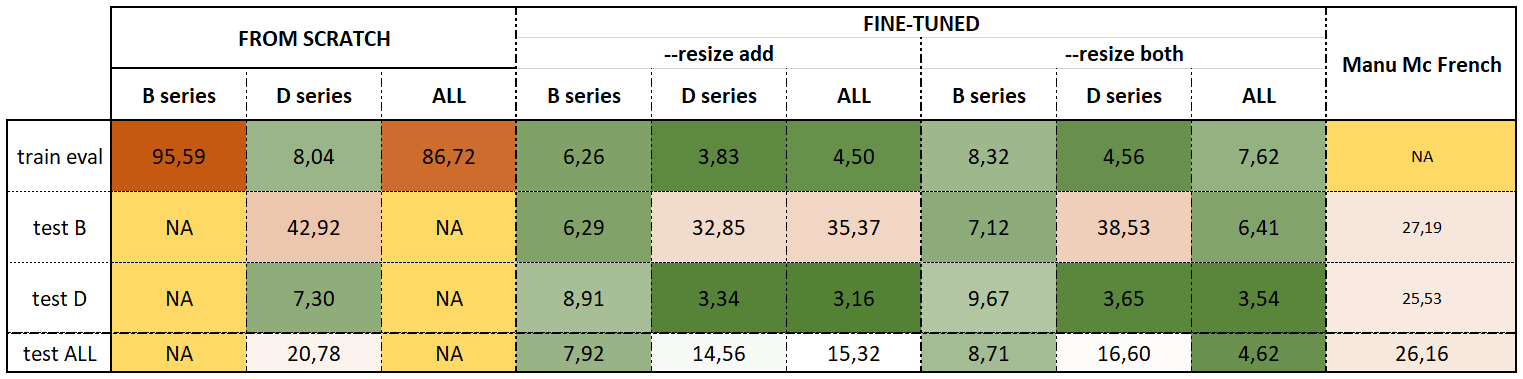 FROM SCRATCH FINE-TUNED Manu Mc French
--resize add --resize both
B series D series ALL B series D series ALL B series D series ALL
train eval 95,59 8,04 86,72 6,26 3,83 4,50 8,32 4,56 7,62 NA
test B NA 42,92 NA 6,29 32,85 35,37 7,12 38,53 6,41 27,19
test D NA 7,30 NA 8,91 3,34 3,16 9,67 3,65 3,54 25,53
test ALL NA 20,78 NA 7,92 14,56 15,32 8,71 16,60 4,62 26,16